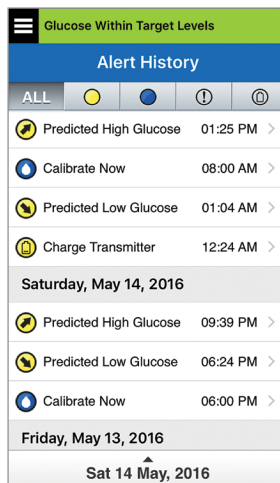 Glucose Within Target Levels
Alert History
ALL
Predicted High Glucose 01:25 PM
Calibrate Now 08:00 AM
Predicted Low Glucose 01:04 AM
Charge Transmitter 12:24 AM
Saturday, May 14, 2016
Predicted High Glucose 09:39 PM
Predicted Low Glucose 06:24 PM
Calibrate Now 06:00 PM
Friday, May 13, 2016
Sat 14 May, 2016